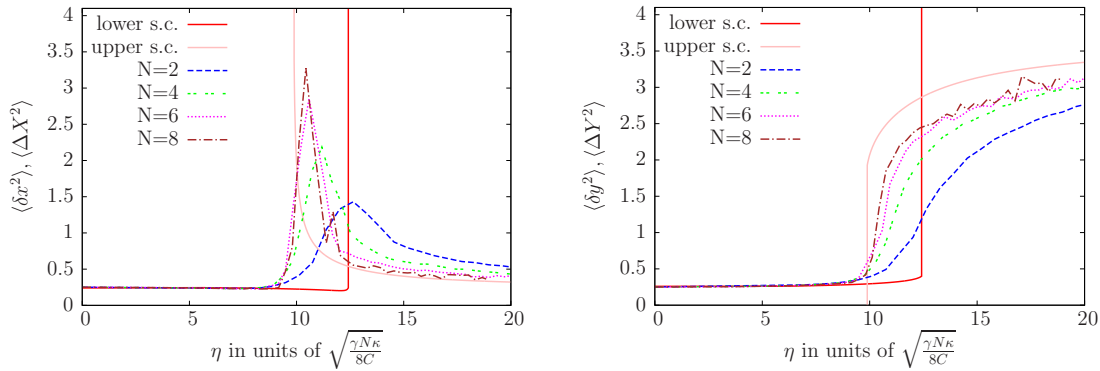 lower s.c.
upper s.c.
N=2
N=4
N=6
N=8
4
3.5
3
2.5
2
1.5
1
0.5
0
0 5 10 15 20
⟨δx²⟩, ⟨ΔX²⟩
η in units of √(γNκ/8C)
lower s.c.
upper s.c.
N=2
N=4
N=6
N=8
4
3.5
3
2.5
2
1.5
1
0.5
0
0 5 10 15 20
⟨δy²⟩, ⟨ΔY²⟩
η in units of √(γNκ/8C)